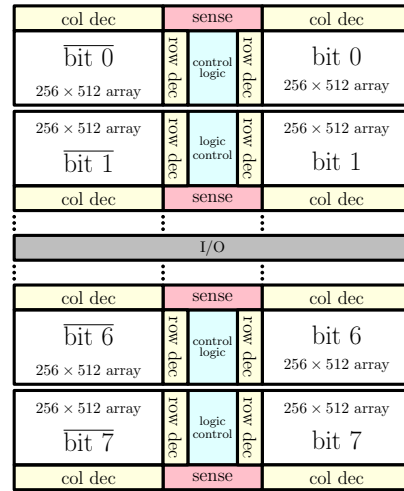 col dec sense col dec
bit 0 row dec control logic row dec bit 0
256 × 512 array 256 × 512 array
256 × 512 array row dec logic control row dec 256 × 512 array
bit 1 bit 1
col dec sense col dec
I/O
col dec sense col dec
bit 6 row dec control logic row dec bit 6
256 × 512 array 256 × 512 array
256 × 512 array row dec logic control row dec 256 × 512 array
bit 7 bit 7
col dec sense col dec